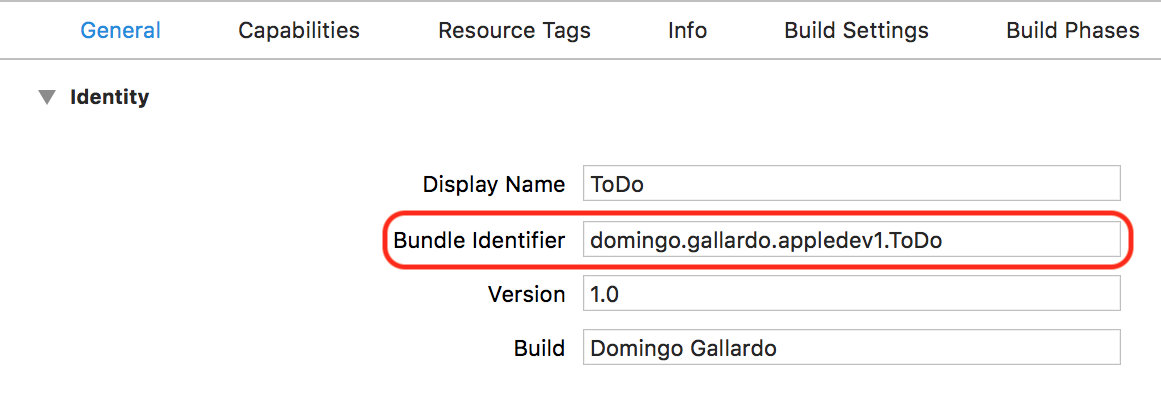 General Capabilities Resource Tags Info Build Settings Build Phases
Identity
Display Name ToDo
Bundle Identifier domingo.gallardo.appledev1.ToDo
Version 1.0
Build Domingo Gallardo